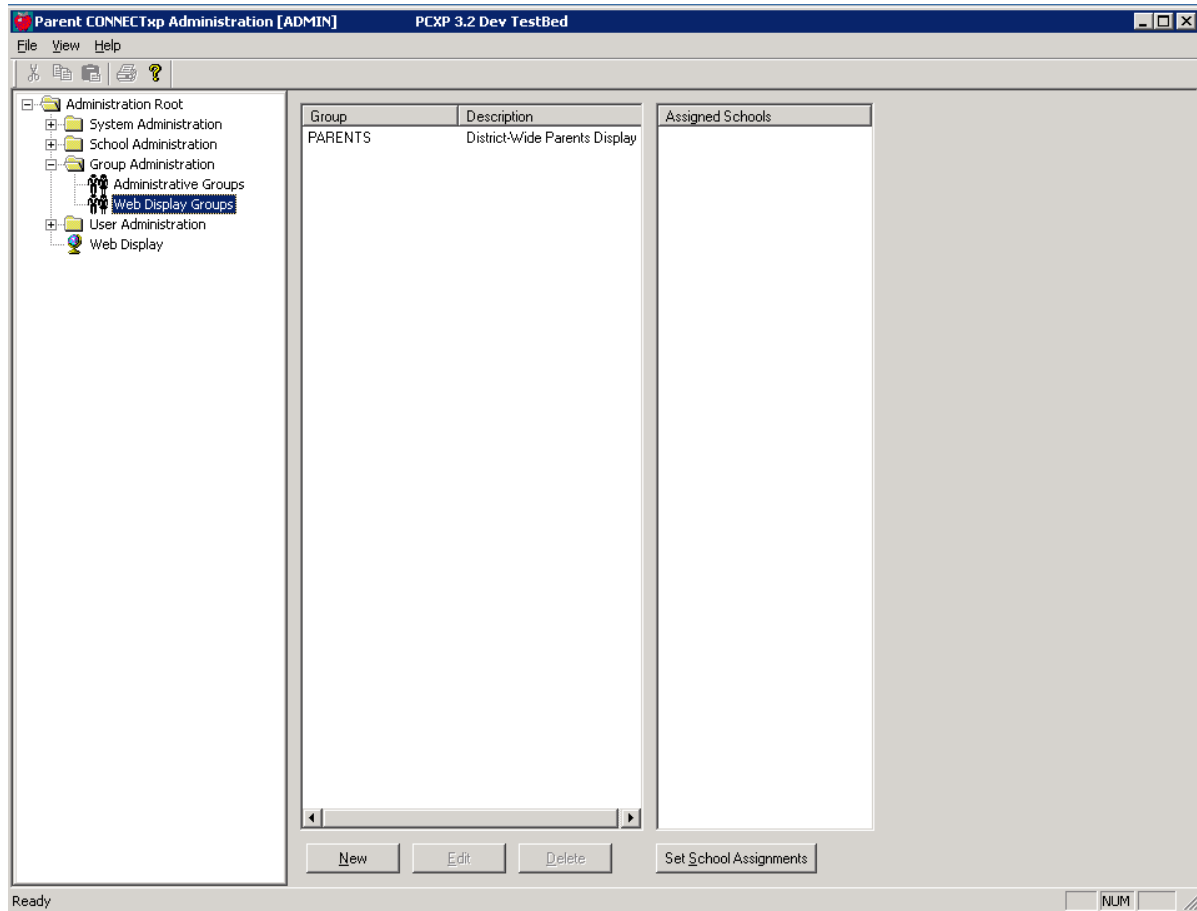 Parent CONNECTxp Administration [ADMIN] PCXP 3.2 Dev TestBed
File View Help
Administration Root
System Administration
School Administration
Group Administration
Administrative Groups
Web Display Groups
User Administration
Web Display
Group Description
PARENTS District-Wide Parents Display
Assigned Schools
New Edit Delete Set School Assignments
Ready NUM